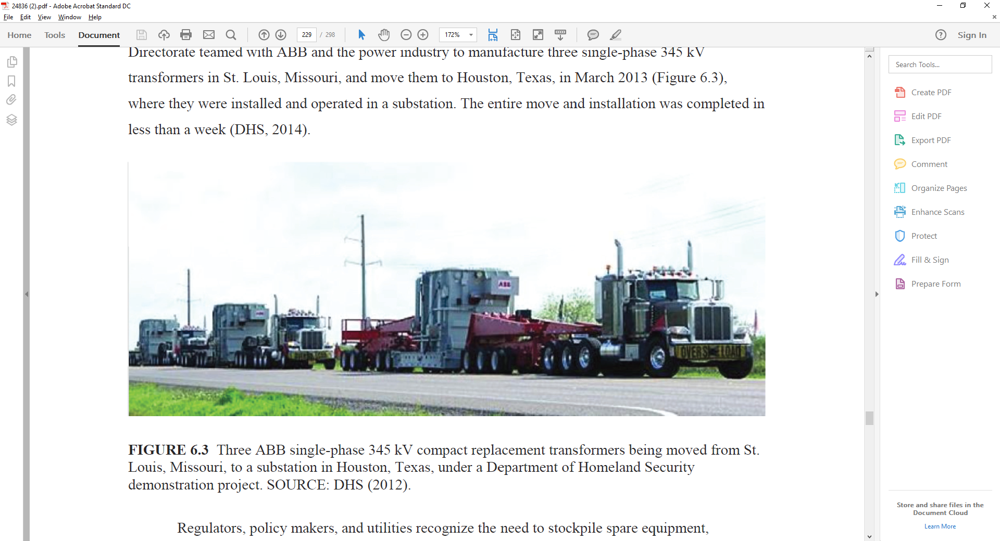 24836 (2).pdf - Adobe Acrobat Standard DC
File Edit View Window Help
Home Tools Document 229 / 298 172% Sign In
Directorate teamed with ABB and the power industry to manufacture three single-phase 345 kV
transformers in St. Louis, Missouri, and move them to Houston, Texas, in March 2013 (Figure 6.3),
where they were installed and operated in a substation. The entire move and installation was completed in
less than a week (DHS, 2014).
ABB
ABB
OVERSIZE LOAD
FIGURE 6.3 Three ABB single-phase 345 kV compact replacement transformers being moved from St.
Louis, Missouri, to a substation in Houston, Texas, under a Department of Homeland Security
demonstration project. SOURCE: DHS (2012).
Regulators, policy makers, and utilities recognize the need to stockpile spare equipment,
Search Tools...
Create PDF
Edit PDF
Export PDF
Comment
Organize Pages
Enhance Scans
Protect
Fill & Sign
Prepare Form
Store and share files in the
Document Cloud
Learn More